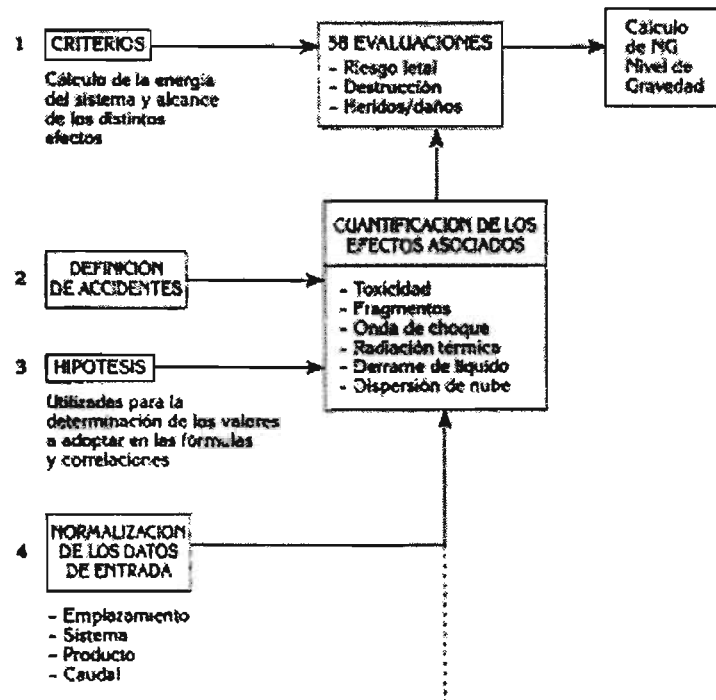 1 CRITERIOS
Cálculo de la energía
del sistema y alcance
de los distintos
efectos
58 EVALUACIONES
- Riesgo letal
- Destrucción
- Heridos/daños
Cálculo
de NG
Nivel de
Gravedad
CUANTIFICACION DE LOS
EFECTOS ASOCIADOS
- Toxicidad
- Fragmentos
- Onda de choque
- Radiación térmica
- Derrame de líquido
- Dispersión de nube
2 DEFINICIÓN
DE ACCIDENTES
3 HIPOTESIS
Utilizadas para la
determinación de los valores
a adoptar en las fórmulas
y correlaciones
4 NORMALIZACION
DE LOS DATOS
DE ENTRADA
- Emplazamiento
- Sistema
- Producto
- Caudal